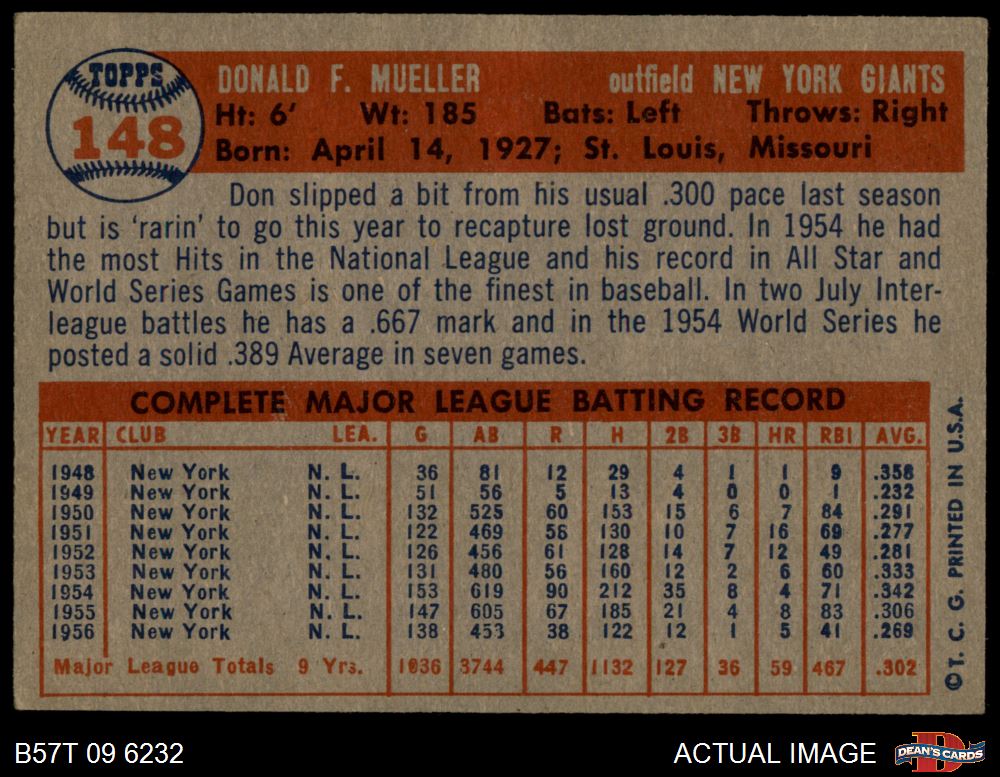 TOPPS
148
DONALD F. MUELLER outfield NEW YORK GIANTS
Ht: 6' Wt: 185 Bats: Left Throws: Right
Born: April 14, 1927; St. Louis, Missouri
Don slipped a bit from his usual .300 pace last season
but is 'rarin' to go this year to recapture lost ground. In 1954 he had
the most Hits in the National League and his record in All Star and
World Series Games is one of the finest in baseball. In two July Inter-
league battles he has a .667 mark and in the 1954 World Series he
posted a solid .389 Average in seven games.
COMPLETE MAJOR LEAGUE BATTING RECORD
YEAR CLUB LEA. G AB R H 2B 3B HR RBI AVG.
1948 New York N. L. 36 81 12 29 4 1 1 9 .358
1949 New York N. L. 51 56 5 13 4 0 0 1 .232
1950 New York N. L. 132 525 60 153 15 6 7 84 .291
1951 New York N. L. 122 469 58 130 10 7 16 69 .277
1952 New York N. L. 126 456 61 128 14 7 12 49 .281
1953 New York N. L. 131 480 56 160 12 2 6 60 .333
1954 New York N. L. 153 619 90 212 35 8 4 71 .342
1955 New York N. L. 147 605 67 185 21 4 8 83 .306
1956 New York N. L. 138 453 38 122 12 1 5 41 .269
Major League Totals 9 Yrs. 1036 3744 447 1132 127 36 59 467 .302
©T. C. G. PRINTED IN U.S.A.
B57T 09 6232
ACTUAL IMAGE
D
DEAN'S CARDS